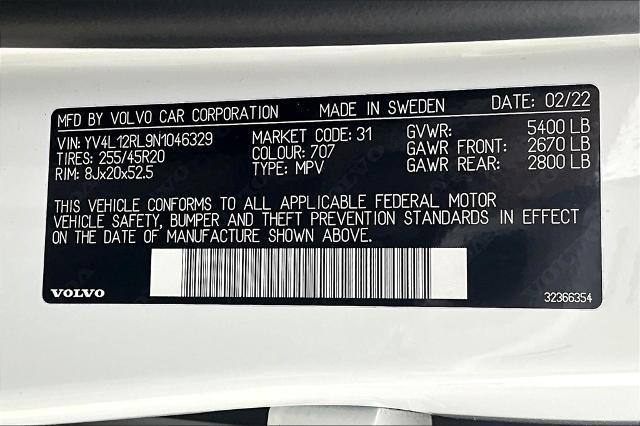 MFD BY VOLVO CAR CORPORATION MADE IN SWEDEN DATE: 02/22
VIN: YV4L12RL9N1046329 MARKET CODE: 31 GVWR: 5400 LB
TIRES: 255/45R20 COLOUR: 707 GAWR FRONT: 2670 LB
RIM: 8Jx20x52.5 TYPE: MPV GAWR REAR: 2800 LB
THIS VEHICLE CONFORMS TO ALL APPLICABLE FEDERAL MOTOR
VEHICLE SAFETY, BUMPER AND THEFT PREVENTION STANDARDS IN EFFECT
ON THE DATE OF MANUFACTURE SHOWN ABOVE.
VOLVO 32366354